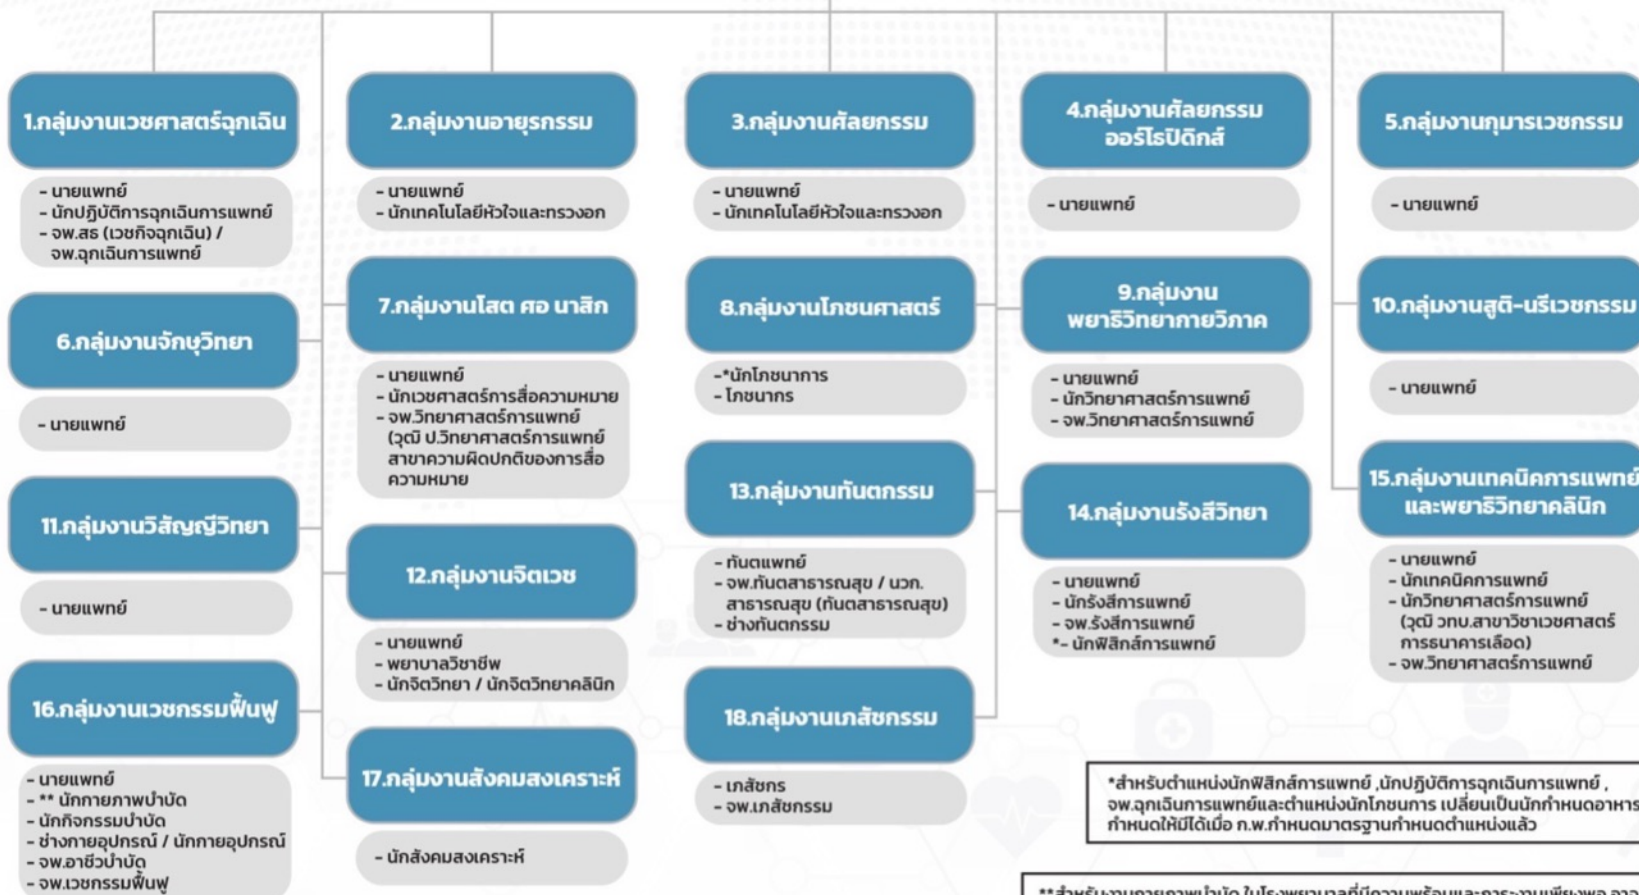 1.กลุ่มงานเวชศาสตร์ฉุกเฉิน
- นายแพทย์
- นักปฏิบัติการฉุกเฉินการแพทย์
- จพ.สธ (เวชกิจฉุกเฉิน) /
จพ.ฉุกเฉินการแพทย์
2.กลุ่มงานอายุรกรรม
- นายแพทย์
- นักเทคโนโลยีหัวใจและทรวงอก
3.กลุ่มงานศัลยกรรม
- นายแพทย์
- นักเทคโนโลยีหัวใจและทรวงอก
4.กลุ่มงานศัลยกรรม
ออร์โธปิดิกส์
- นายแพทย์
5.กลุ่มงานกุมารเวชกรรม
- นายแพทย์
6.กลุ่มงานจักษุวิทยา
- นายแพทย์
7.กลุ่มงานโสต ศอ นาสิก
- นายแพทย์
- นักเวชศาสตร์การสื่อความหมาย
- จพ.วิทยาศาสตร์การแพทย์
(วุฒิ ป.วิทยาศาสตร์การแพทย์
สาขาความผิดปกติของการสื่อ
ความหมาย
8.กลุ่มงานโภชนศาสตร์
-*นักโภชนาการ
- โภชนากร
9.กลุ่มงาน
พยาธิวิทยากายวิภาค
- นายแพทย์
- นักวิทยาศาสตร์การแพทย์
- จพ.วิทยาศาสตร์การแพทย์
10.กลุ่มงานสูติ-นรีเวชกรรม
- นายแพทย์
11.กลุ่มงานวิสัญญีวิทยา
- นายแพทย์
12.กลุ่มงานจิตเวช
- นายแพทย์
- พยาบาลวิชาชีพ
- นักจิตวิทยา / นักจิตวิทยาคลินิก
13.กลุ่มงานทันตกรรม
- ทันตแพทย์
- จพ.ทันตสาธารณสุข / นวก.
สาธารณสุข (ทันตสาธารณสุข)
- ช่างทันตกรรม
14.กลุ่มงานรังสีวิทยา
- นายแพทย์
- นักรังสีการแพทย์
- จพ.รังสีการแพทย์
*- นักฟิสิกส์การแพทย์
15.กลุ่มงานเทคนิคการแพทย์
และพยาธิวิทยาคลินิก
- นายแพทย์
- นักเทคนิคการแพทย์
- นักวิทยาศาสตร์การแพทย์
(วุฒิ วทบ.สาขาวิชาเวชศาสตร์
การธนาคารเลือด)
- จพ.วิทยาศาสตร์การแพทย์
16.กลุ่มงานเวชกรรมฟื้นฟู
- นายแพทย์
- ** นักกายภาพบำบัด
- นักกิจกรรมบำบัด
- ช่างกายอุปกรณ์ / นักกายอุปกรณ์
- จพ.อาชีวบำบัด
- จพ.เวชกรรมฟื้นฟู
17.กลุ่มงานสังคมสงเคราะห์
- นักสังคมสงเคราะห์
18.กลุ่มงานเภสัชกรรม
- เภสัชกร
- จพ.เภสัชกรรม
*สำหรับตำแหน่งนักฟิสิกส์การแพทย์ ,นักปฏิบัติการฉุกเฉินการแพทย์ ,
จพ.ฉุกเฉินการแพทย์และตำแหน่งนักโภชนการ เปลี่ยนเป็นนักกำหนดอาหาร
กำหนดให้มีได้เมื่อ ก.พ.กำหนดมาตรฐานกำหนดตำแหน่งแล้ว
**สำหรับงานกายภาพบำบัด ในโรงพยาบาลที่มีความพร้อมและภาระงานเพียงพอ